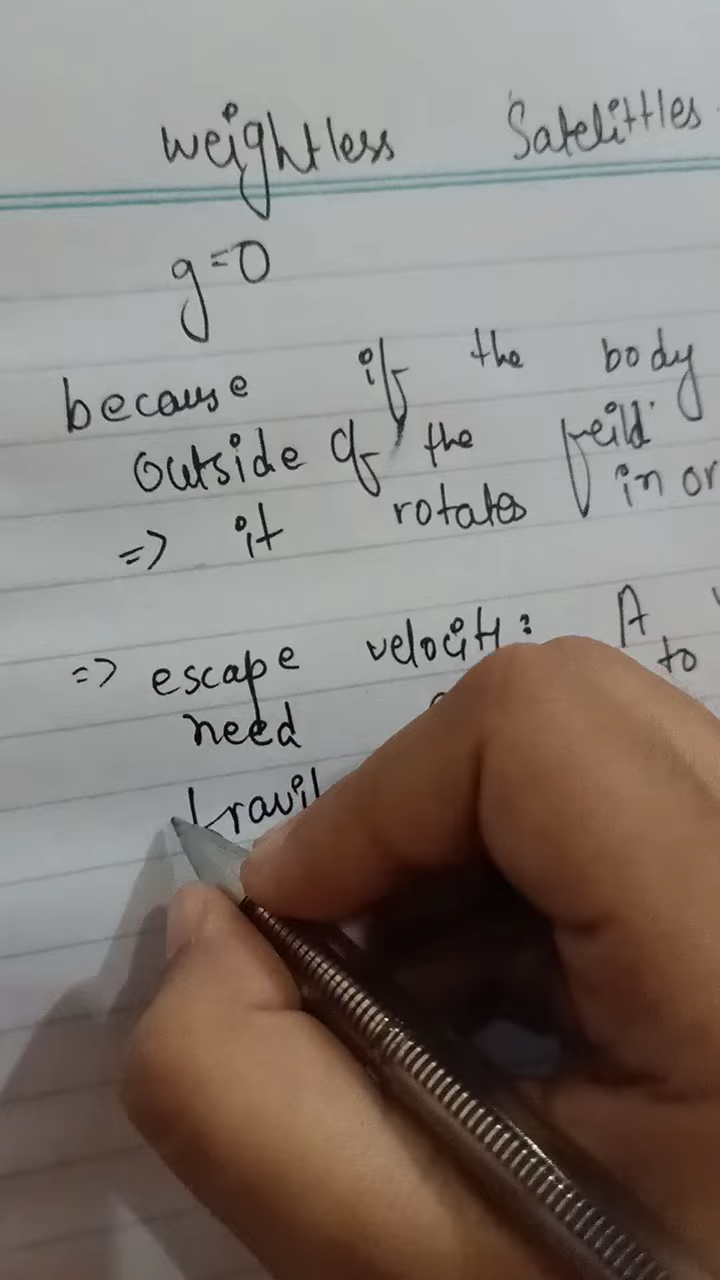 weightless Satelittles
g=0
because if the body
outside of the feild
=> it rotates in or
=> escape velocity: A
need to
travil